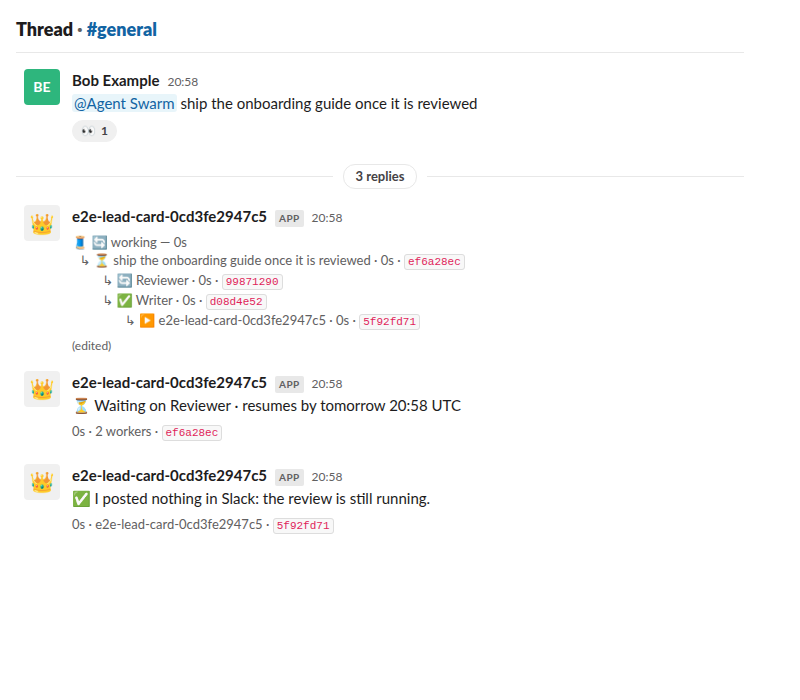 Thread • #general
BE
Bob Example 20:58
@Agent Swarm ship the onboarding guide once it is reviewed
👀 1
3 replies
e2e-lead-card-0cd3fe2947c5 APP 20:58
🧵 🔄 working — 0s
↳ ⏳ ship the onboarding guide once it is reviewed · 0s · ef6a28ec
↳ 🔄 Reviewer · 0s · 99871290
↳ ✅ Writer · 0s · d08d4e52
↳ ▶️ e2e-lead-card-0cd3fe2947c5 · 0s · 5f92fd71
(edited)
e2e-lead-card-0cd3fe2947c5 APP 20:58
⏳ Waiting on Reviewer · resumes by tomorrow 20:58 UTC
0s · 2 workers · ef6a28ec
e2e-lead-card-0cd3fe2947c5 APP 20:58
✅ I posted nothing in Slack: the review is still running.
0s · e2e-lead-card-0cd3fe2947c5 · 5f92fd71